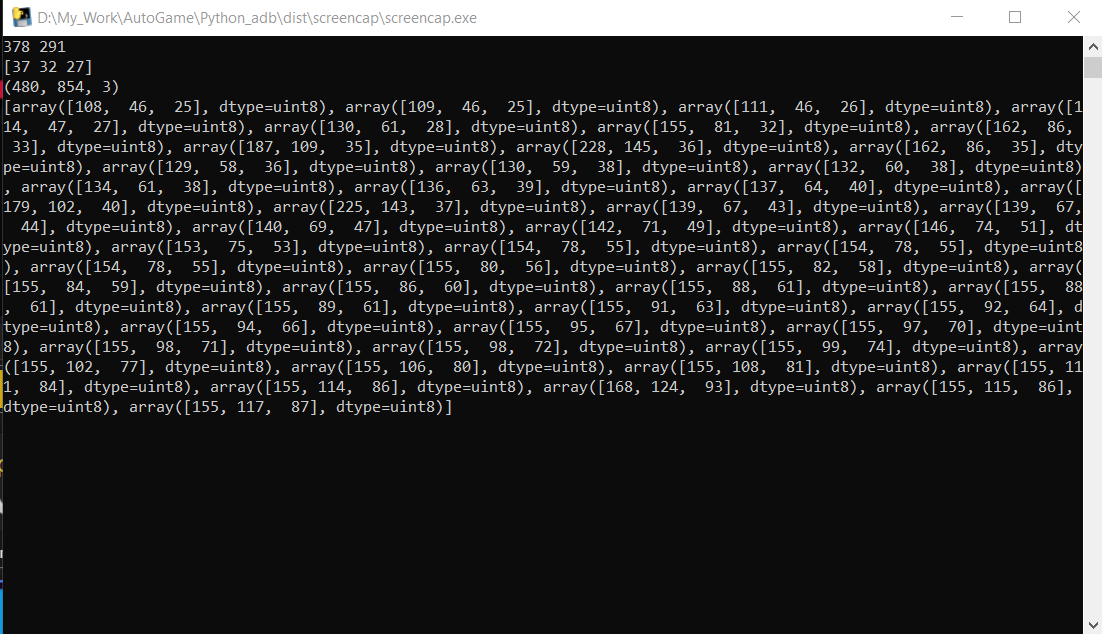 D:\My_Work\AutoGame\Python_adb\dist\screencap\screencap.exe
378 291
[37 32 27]
(480, 854, 3)
[array([108,  46,  25], dtype=uint8), array([109,  46,  25], dtype=uint8), array([111,  46,  26], dtype=uint8), array([1
14,  47,  27], dtype=uint8), array([130,  61,  28], dtype=uint8), array([155,  81,  32], dtype=uint8), array([162,  86,
 33], dtype=uint8), array([187, 109,  35], dtype=uint8), array([228, 145,  36], dtype=uint8), array([162,  86,  35], dty
pe=uint8), array([129,  58,  36], dtype=uint8), array([130,  59,  38], dtype=uint8), array([132,  60,  38], dtype=uint8)
, array([134,  61,  38], dtype=uint8), array([136,  63,  39], dtype=uint8), array([137,  64,  40], dtype=uint8), array([
179, 102,  40], dtype=uint8), array([225, 143,  37], dtype=uint8), array([139,  67,  43], dtype=uint8), array([139,  67,
  44], dtype=uint8), array([140,  69,  47], dtype=uint8), array([142,  71,  49], dtype=uint8), array([146,  74,  51], dt
ype=uint8), array([153,  75,  53], dtype=uint8), array([154,  78,  55], dtype=uint8), array([154,  78,  55], dtype=uint8
), array([154,  78,  55], dtype=uint8), array([155,  80,  56], dtype=uint8), array([155,  82,  58], dtype=uint8), array(
[155,  84,  59], dtype=uint8), array([155,  86,  60], dtype=uint8), array([155,  88,  61], dtype=uint8), array([155,  88
,  61], dtype=uint8), array([155,  89,  61], dtype=uint8), array([155,  91,  63], dtype=uint8), array([155,  92,  64], d
type=uint8), array([155,  94,  66], dtype=uint8), array([155,  95,  67], dtype=uint8), array([155,  97,  70], dtype=uint
8), array([155,  98,  71], dtype=uint8), array([155,  98,  72], dtype=uint8), array([155,  99,  74], dtype=uint8), array
([155, 102,  77], dtype=uint8), array([155, 106,  80], dtype=uint8), array([155, 108,  81], dtype=uint8), array([155, 11
1,  84], dtype=uint8), array([155, 114,  86], dtype=uint8), array([168, 124,  93], dtype=uint8), array([155, 115,  86],
dtype=uint8), array([155, 117,  87], dtype=uint8)]